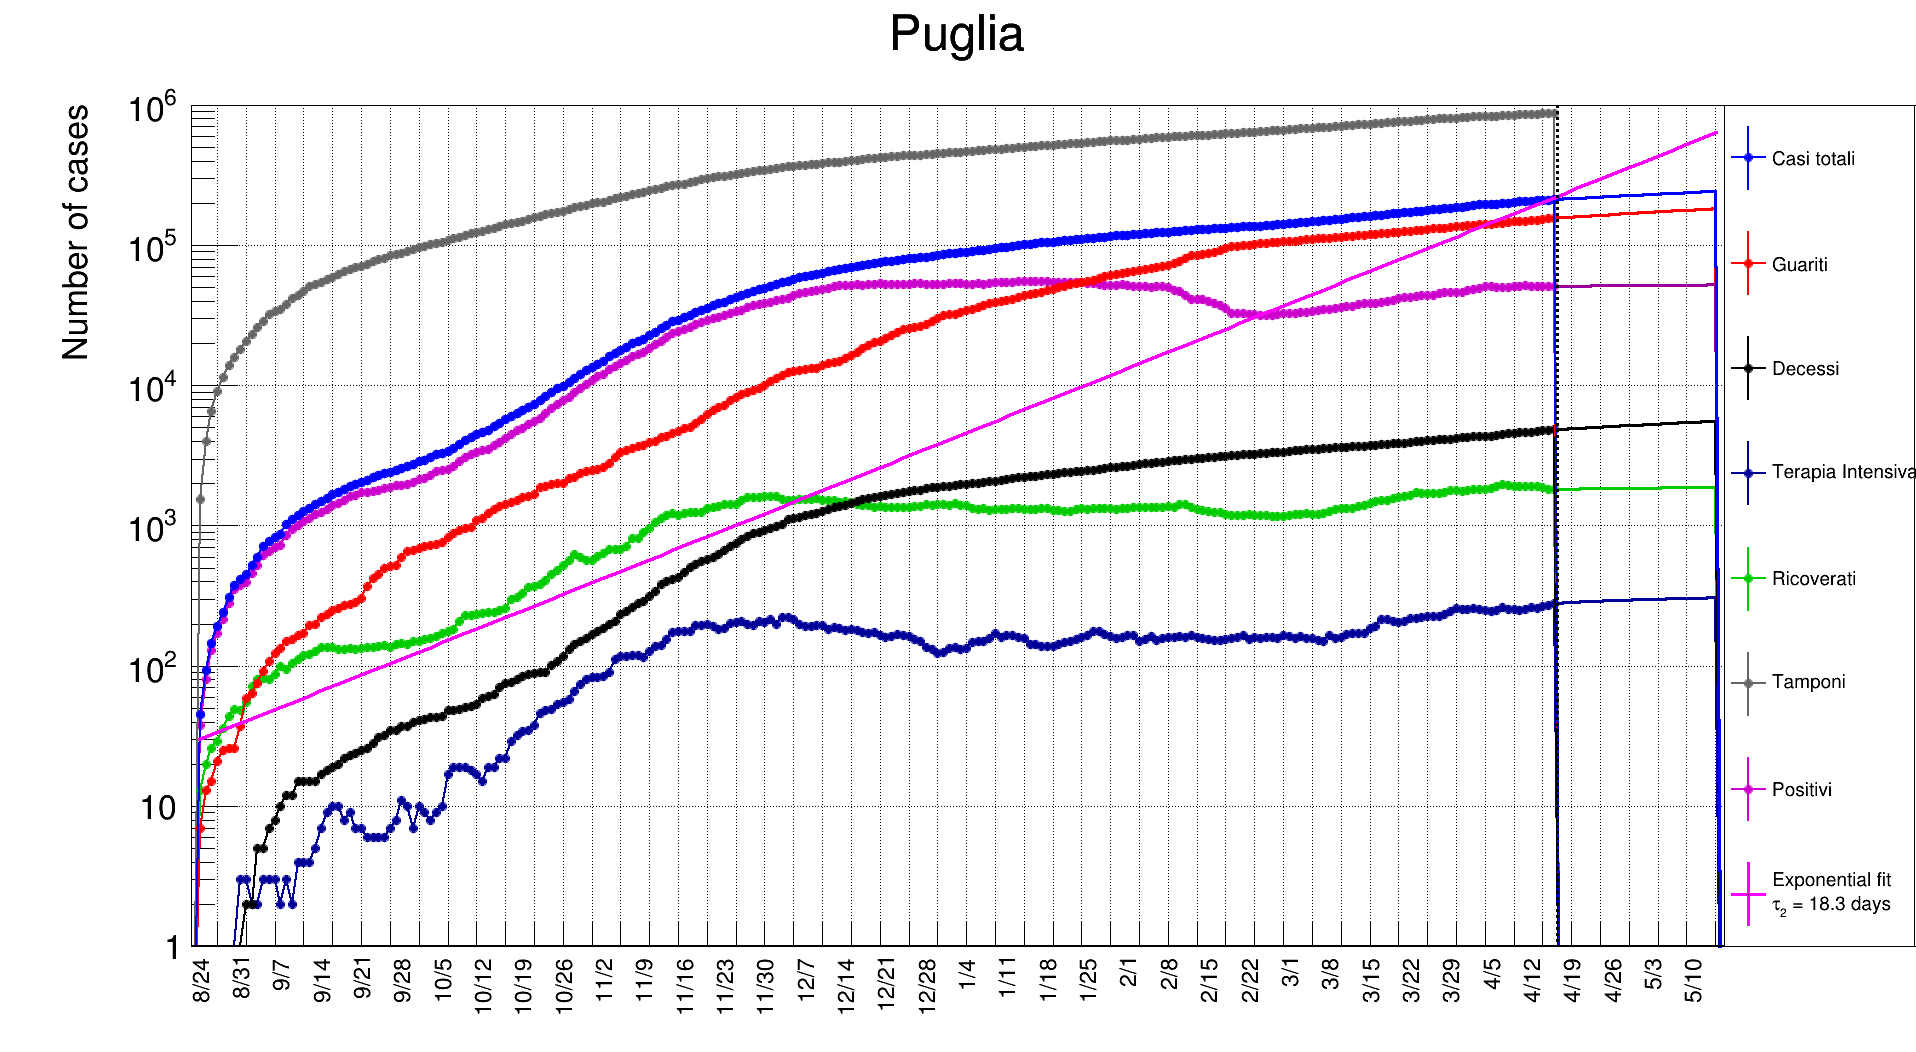 Puglia
Number of cases
10^6
10^5
10^4
10^3
10^2
10
1
8/24 8/31 9/7 9/14 9/21 9/28 10/5 10/12 10/19 10/26 11/2 11/9 11/16 11/23 11/30 12/7 12/14 12/21 12/28 1/4 1/11 1/18 1/25 2/1 2/8 2/15 2/22 3/1 3/8 3/15 3/22 3/29 4/5 4/12 4/19 4/26 5/3 5/10
Casi totali
Guariti
Decessi
Terapia Intensiva
Ricoverati
Tamponi
Positivi
Exponential fit
τ₂ = 18.3 days